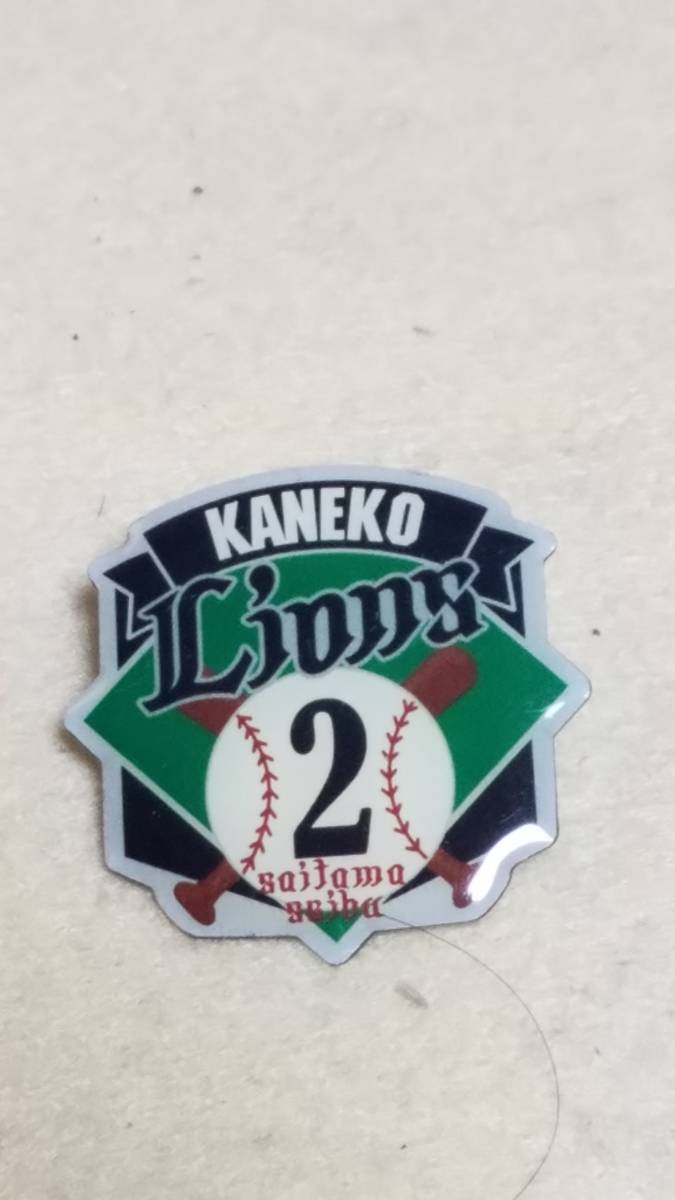 KANEKO
Lions
2
saitama
seibu